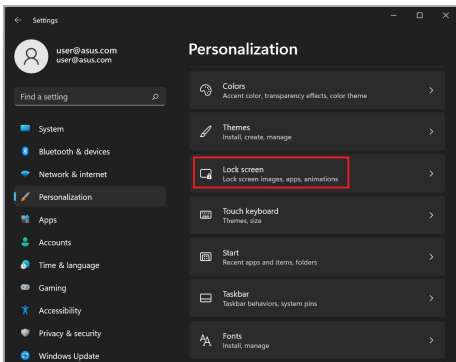 Settings
user@asus.com
user@asus.com
Find a setting
System
Bluetooth & devices
Network & internet
Personalization
Apps
Accounts
Time & language
Gaming
Accessibility
Privacy & security
Windows Update
Personalization
Colors
Accent color, transparency effects, color theme
Themes
Install, create, manage
Lock screen
Lock screen images, apps, animations
Touch keyboard
Themes, size
Start
Recent apps and items, folders
Taskbar
Taskbar behaviors, system pins
Fonts
Install, manage